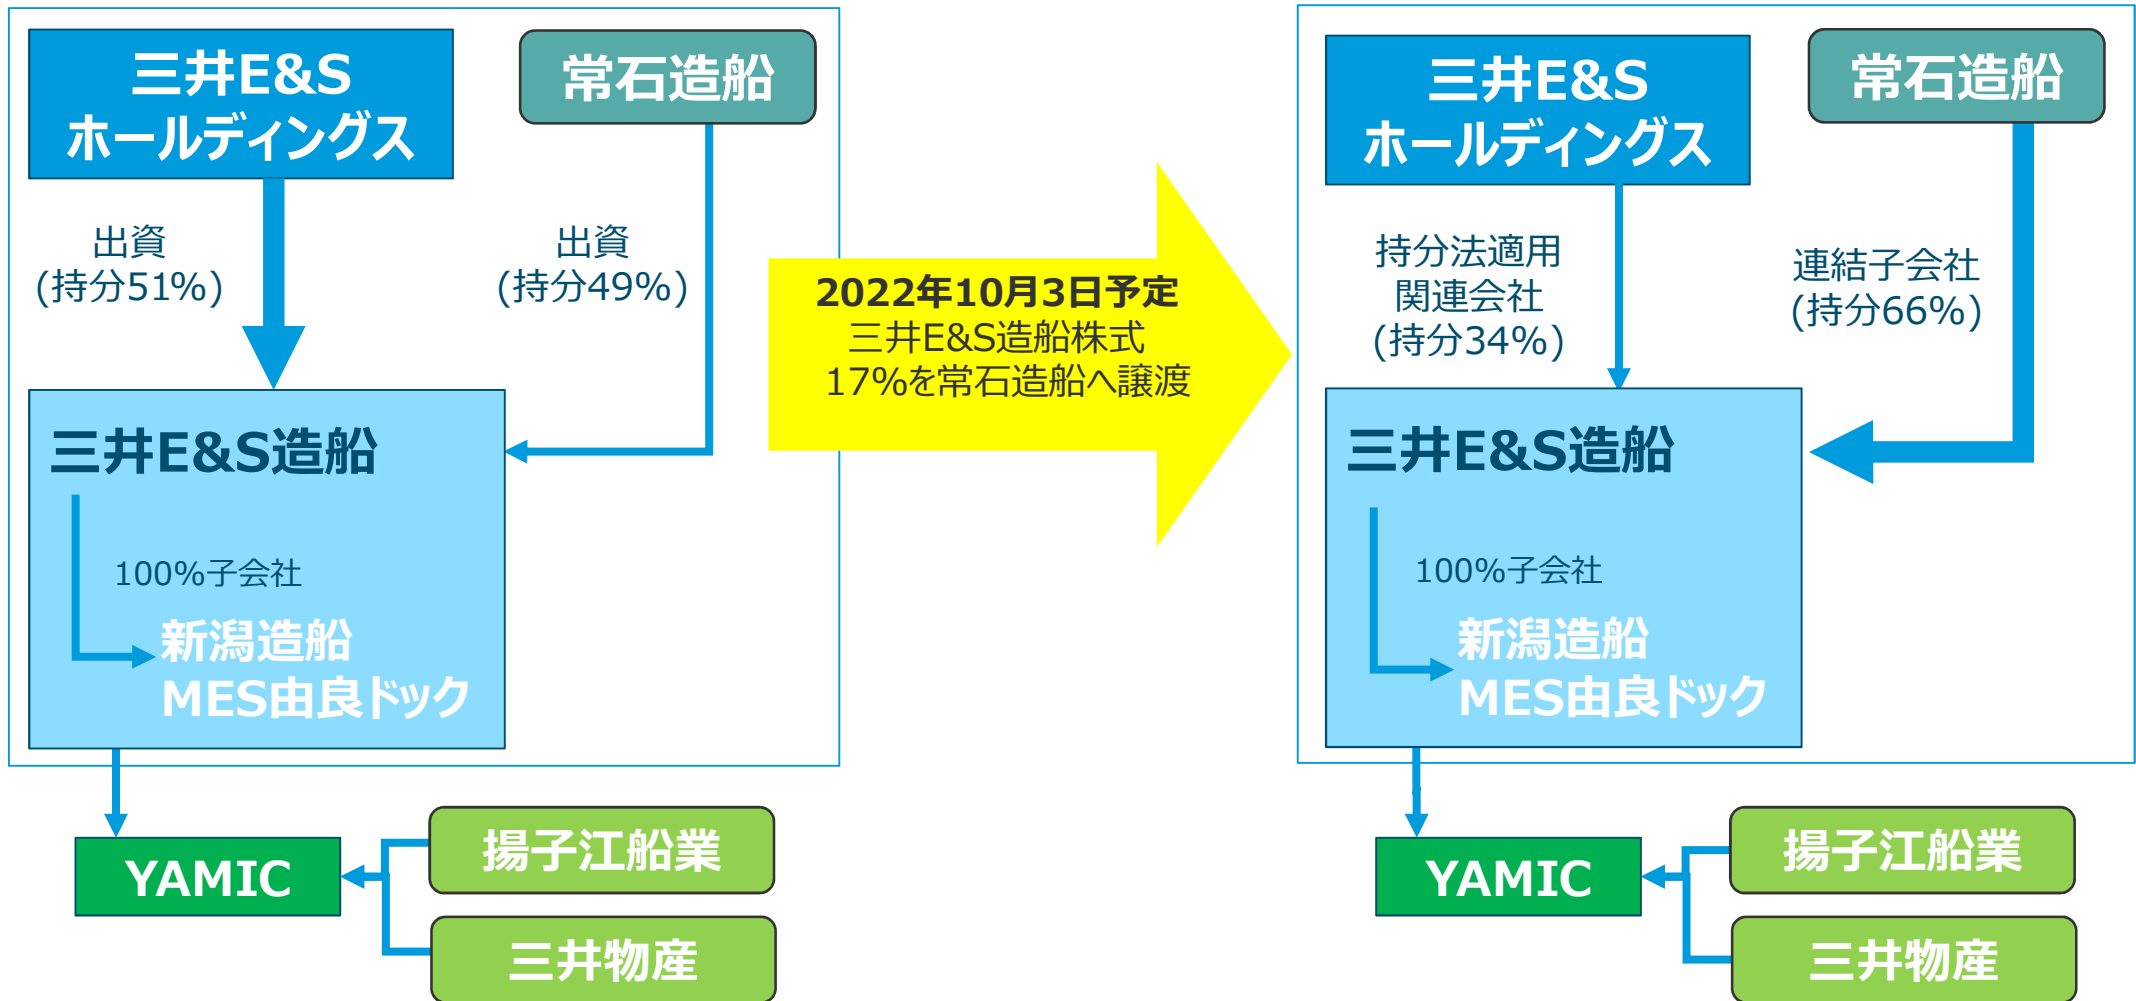 三井E&S
ホールディングス
常石造船
出資
(持分51%)
出資
(持分49%)
三井E&S造船
100%子会社
新潟造船
MES由良ドック
YAMIC
揚子江船業
三井物産
2022年10月3日予定
三井E&S造船株式
17%を常石造船へ譲渡
三井E&S
ホールディングス
常石造船
持分法適用
関連会社
(持分34%)
連結子会社
(持分66%)
三井E&S造船
100%子会社
新潟造船
MES由良ドック
YAMIC
揚子江船業
三井物産